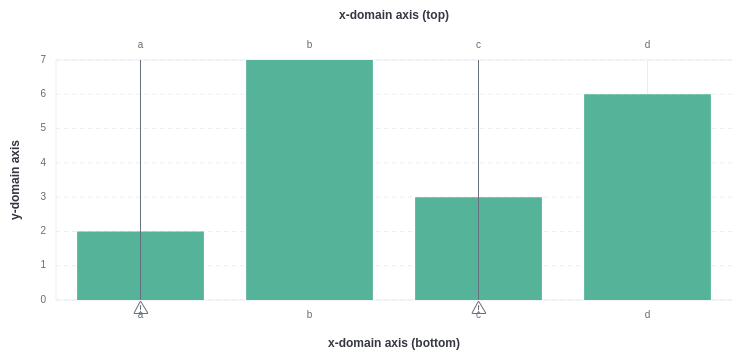 x-domain axis (top)
a b c d
7
6
5
4
3
2
1
0
y-domain axis
a b c d
x-domain axis (bottom)